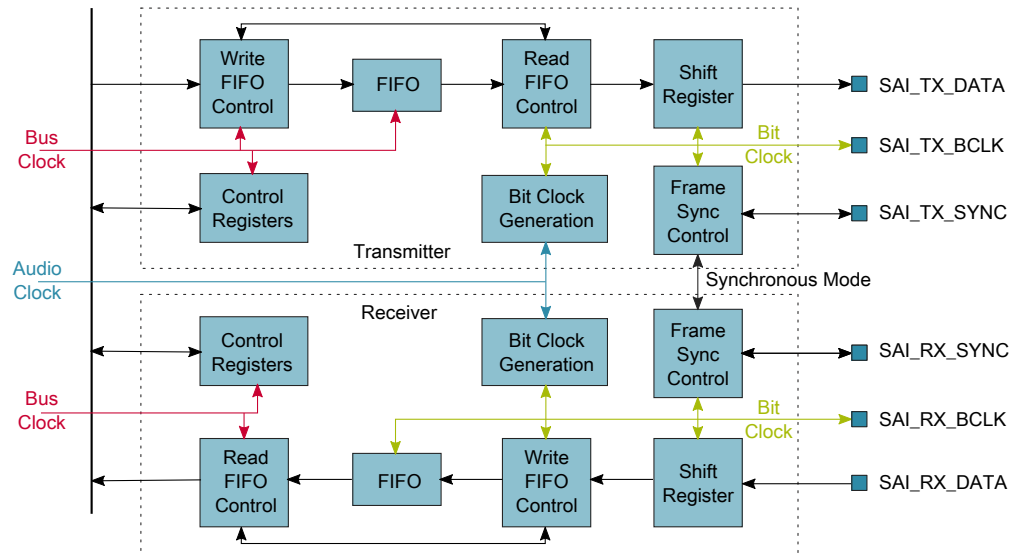 Write
FIFO
Control
FIFO
Read
FIFO
Control
Shift
Register
SAI_TX_DATA
Bus
Clock
Bit
Clock
SAI_TX_BCLK
Control
Registers
Bit Clock
Generation
Frame
Sync
Control
SAI_TX_SYNC
Transmitter
Audio
Clock
Synchronous Mode
Receiver
Control
Registers
Bit Clock
Generation
Frame
Sync
Control
SAI_RX_SYNC
Bus
Clock
Bit
Clock
SAI_RX_BCLK
Read
FIFO
Control
FIFO
Write
FIFO
Control
Shift
Register
SAI_RX_DATA